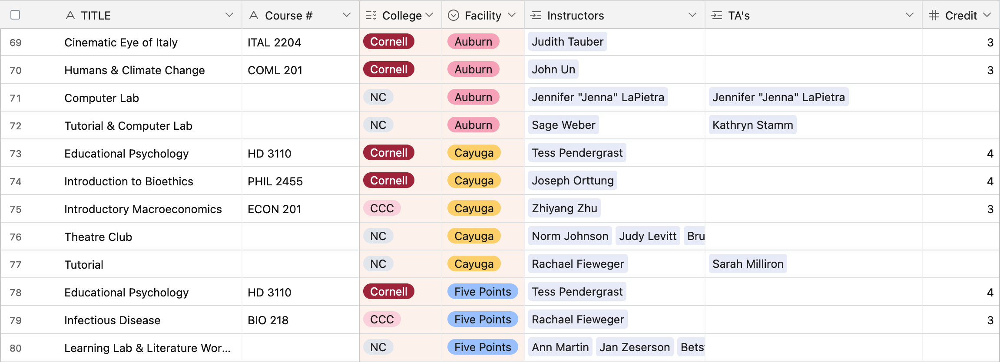 TITLE Course # College Facility Instructors TA's Credit
69 Cinematic Eye of Italy ITAL 2204 Cornell Auburn Judith Tauber 3
70 Humans & Climate Change COML 201 Cornell Auburn John Un 3
71 Computer Lab NC Auburn Jennifer "Jenna" LaPietra Jennifer "Jenna" LaPietra
72 Tutorial & Computer Lab NC Auburn Sage Weber Kathryn Stamm
73 Educational Psychology HD 3110 Cornell Cayuga Tess Pendergrast 4
74 Introduction to Bioethics PHIL 2455 Cornell Cayuga Joseph Orttung 4
75 Introductory Macroeconomics ECON 201 CCC Cayuga Zhiyang Zhu 3
76 Theatre Club NC Cayuga Norm Johnson Judy Levitt Bru
77 Tutorial NC Cayuga Rachael Fieweger Sarah Milliron
78 Educational Psychology HD 3110 Cornell Five Points Tess Pendergrast 4
79 Infectious Disease BIO 218 CCC Five Points Rachael Fieweger 3
80 Learning Lab & Literature Wor... NC Five Points Ann Martin Jan Zeserson Bets